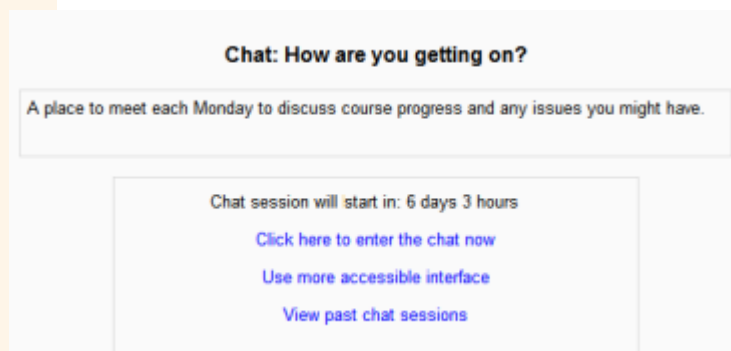 Chat: How are you getting on?
A place to meet each Monday to discuss course progress and any issues you might have.
Chat session will start in: 6 days 3 hours
Click here to enter the chat now
Use more accessible interface
View past chat sessions